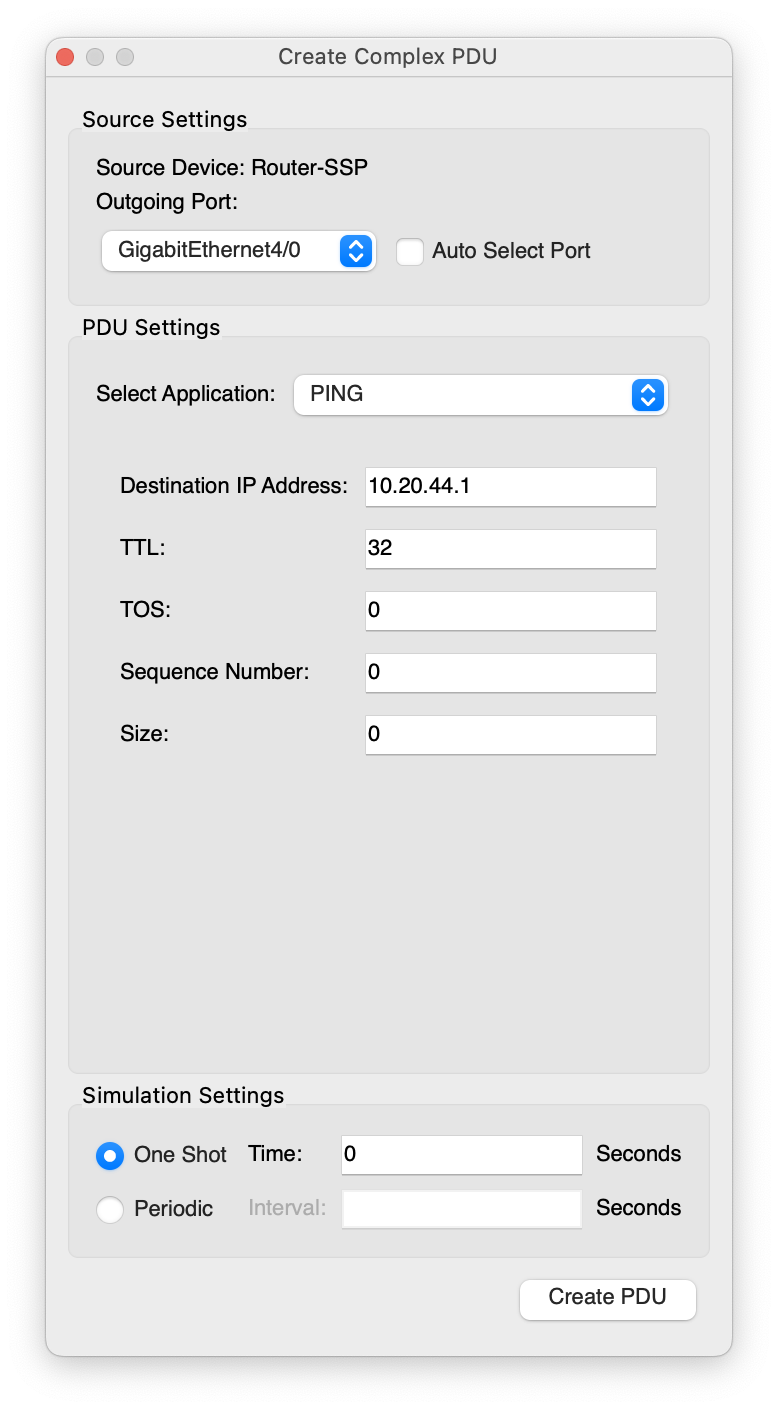 Create Complex PDU
Source Settings
Source Device: Router-SSP
Outgoing Port:
GigabitEthernet4/0 Auto Select Port
PDU Settings
Select Application: PING
Destination IP Address: 10.20.44.1
TTL: 32
TOS: 0
Sequence Number: 0
Size: 0
Simulation Settings
One Shot Time: 0 Seconds
Periodic Interval: Seconds
Create PDU